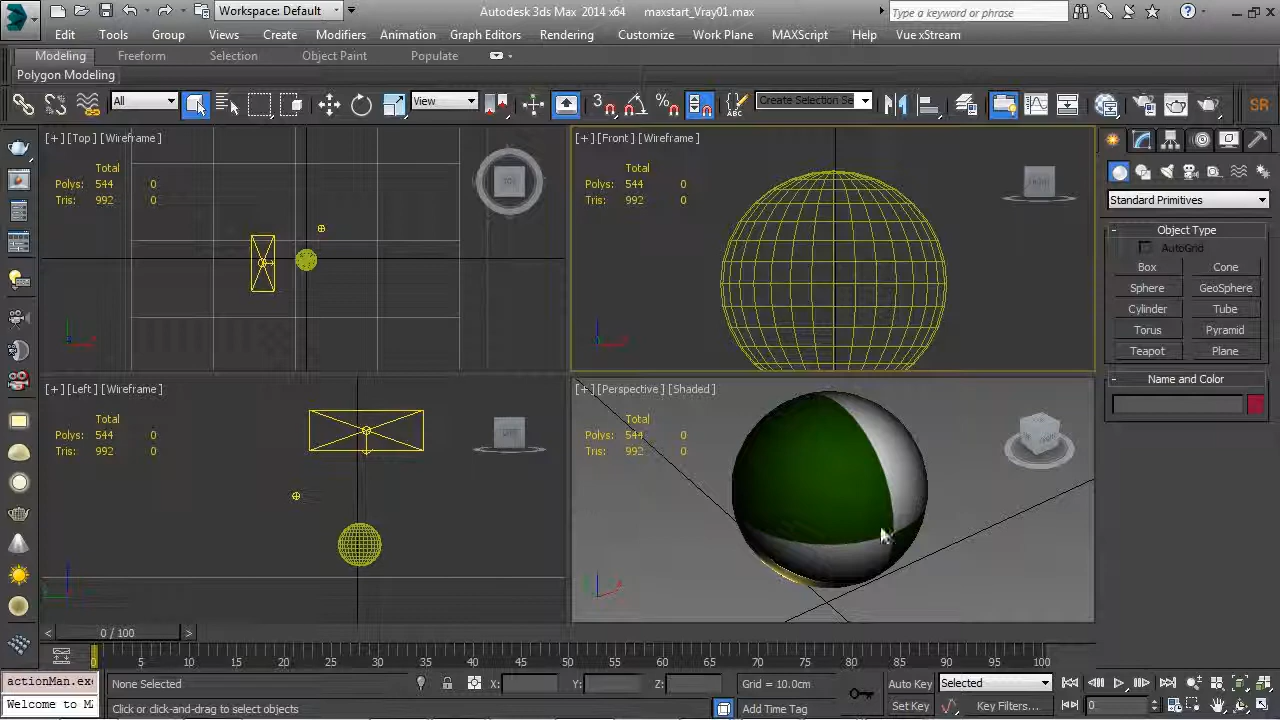 Workspace: Default
Autodesk 3ds Max 2014 x64 maxstart_Vray01.max
Type a keyword or phrase
Edit Tools Group Views Create Modifiers Animation Graph Editors Rendering Customize Work Plane MAXScript Help Vue xStream
Modeling Freeform Selection Object Paint Populate
Polygon Modeling
All View Create Selection Se SR
ABC
[+] [Top] [Wireframe]
Total
Polys: 544 0
Tris: 992 0
TOP
[+] [Front] [Wireframe]
Total
Polys: 544 0
Tris: 992 0
FRONT
Standard Primitives
Object Type
AutoGrid
Box Cone
Sphere GeoSphere
Cylinder Tube
Torus Pyramid
Teapot Plane
Name and Color
[+] [Left] [Wireframe]
Total
Polys: 544 0
Tris: 992 0
LEFT
[+] [Perspective] [Shaded]
Total
Polys: 544 0
Tris: 992 0
< 0 / 100 >
0 5 10 15 20 25 30 35 40 45 50 55 60 65 70 75 80 85 90 95 100
actionMan.exe
None Selected X: Y: Z: Grid = 10.0cm Auto Key Selected
Welcome to M
Click or click-and-drag to select objects Add Time Tag Set Key Key Filters... 0